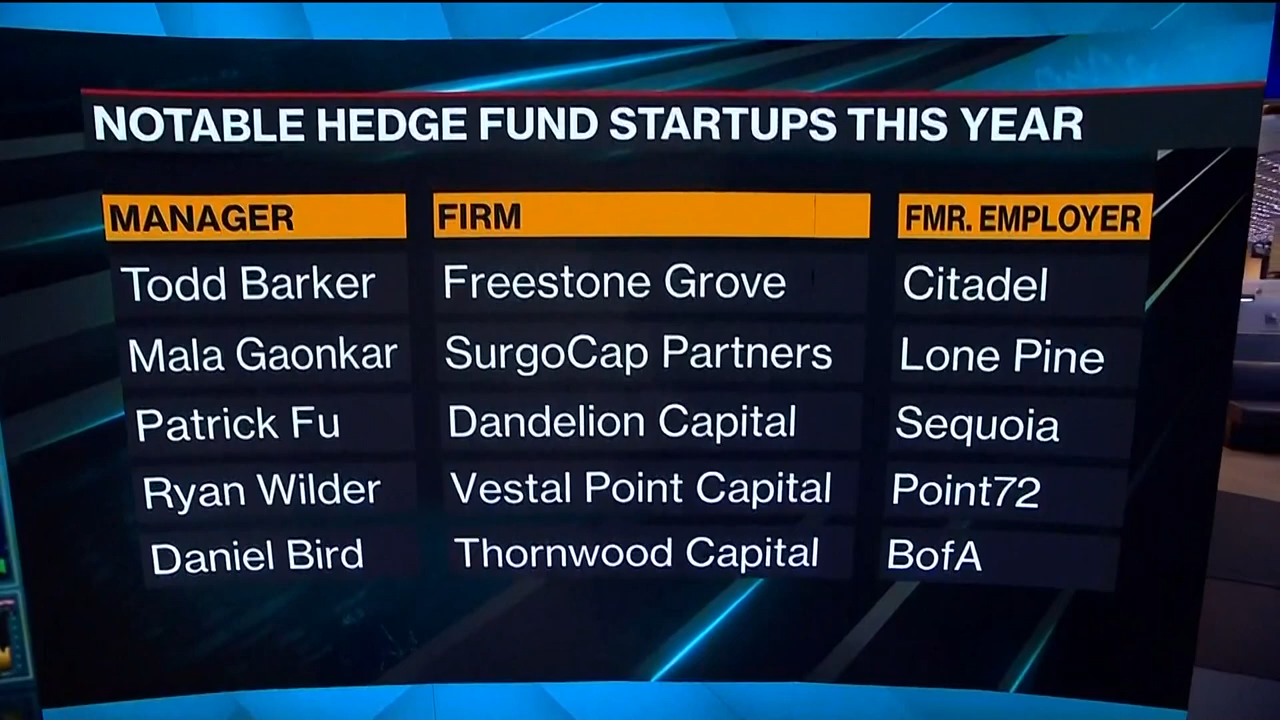 NOTABLE HEDGE FUND STARTUPS THIS YEAR
MANAGER FIRM FMR. EMPLOYER
Todd Barker Freestone Grove Citadel
Mala Gaonkar SurgoCap Partners Lone Pine
Patrick Fu Dandelion Capital Sequoia
Ryan Wilder Vestal Point Capital Point72
Daniel Bird Thornwood Capital BofA